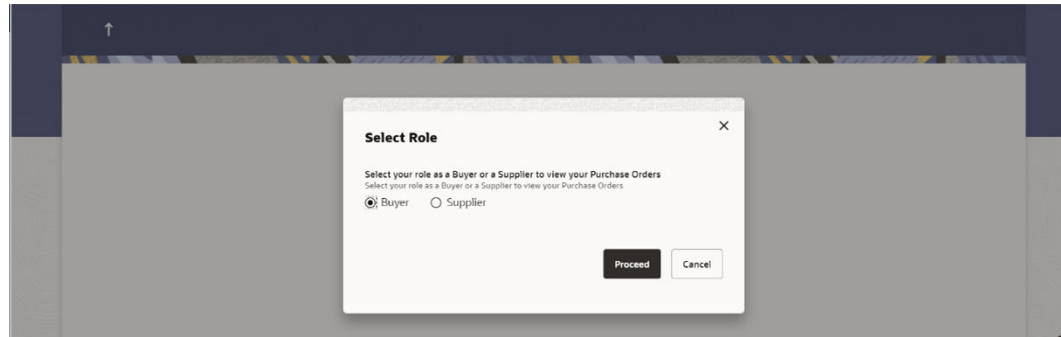 Select Role
Select your role as a Buyer or a Supplier to view your Purchase Orders
Select your role as a Buyer or a Supplier to view your Purchase Orders
Buyer Supplier
Proceed Cancel